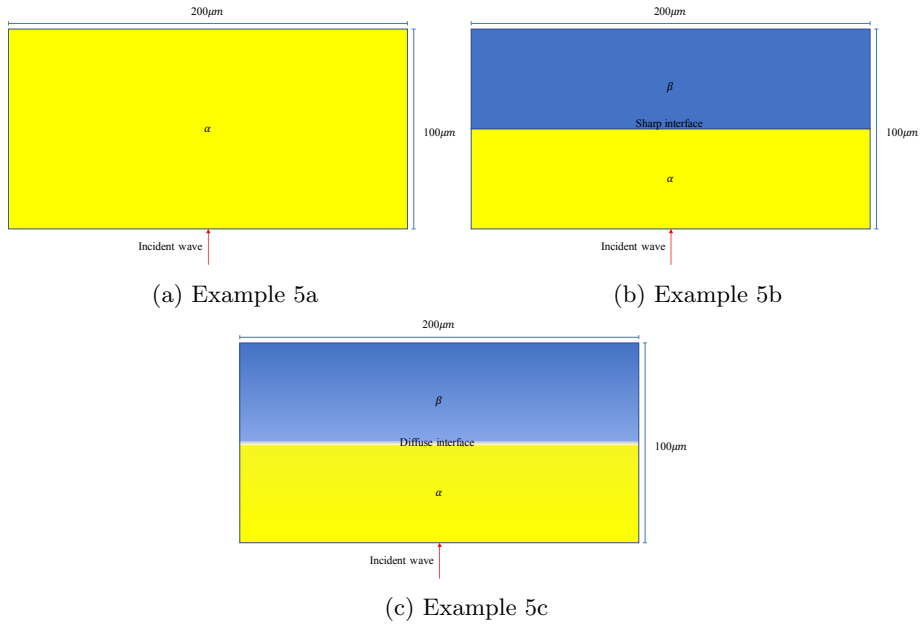 200μm
α
100μm
Incident wave
(a) Example 5a
200μm
β
Sharp interface
100μm
α
Incident wave
(b) Example 5b
200μm
β
Diffuse interface
100μm
α
Incident wave
(c) Example 5c